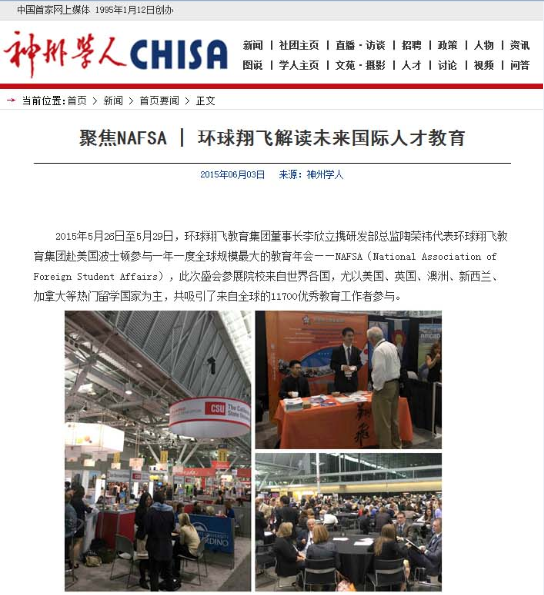 中国首家网上媒体 1995年1月12日创办
神州学人 CHISA
新闻 | 社团主页 | 直播·访谈 | 招聘 | 政策 | 人物 | 资讯
图说 | 学人主页 | 文苑·摄影 | 人才 | 讨论 | 视频 | 问答
→ 当前位置:首页 > 新闻 > 首页要闻 > 正文
聚焦NAFSA | 环球翔飞解读未来国际人才教育
2015年06月03日 来源：神州学人
2015年5月26日至5月29日，环球翔飞教育集团董事长李欣立携研发部总监陶荣祎代表环球翔飞教
育集团赴美国波士顿参与一年一度全球规模最大的教育年会——NAFSA（National Association of
Foreign Student Affairs），此次盛会参展院校来自世界各国，尤以美国、英国、澳洲、新西兰、
加拿大等热门留学国家为主，共吸引了来自全球的11700优秀教育工作者参与。
CSU The California
State University